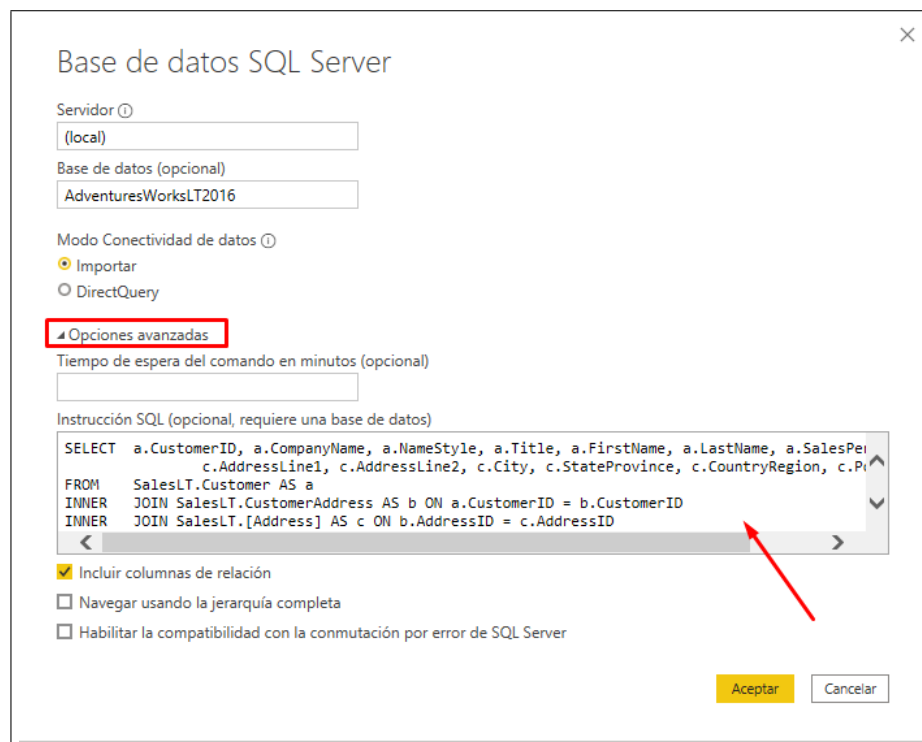 Base de datos SQL Server
Servidor
(local)
Base de datos (opcional)
AdventuresWorksLT2016
Modo Conectividad de datos
Importar
DirectQuery
Opciones avanzadas
Tiempo de espera del comando en minutos (opcional)
Instrucción SQL (opcional, requiere una base de datos)
SELECT a.CustomerID, a.CompanyName, a.NameStyle, a.Title, a.FirstName, a.LastName,
c.AddressLine1, c.AddressLine2, c.City, c.StateProvince, c.CountryRegion,
FROM SalesLT.Customer AS a
INNER JOIN SalesLT.CustomerAddress AS b ON a.CustomerID = b.CustomerID
INNER JOIN SalesLT.[Address] AS c ON b.AddressID = c.AddressID
Incluir columnas de relación
Navegar usando la jerarquía completa
Habilitar la compatibilidad con la conmutación por error de SQL Server
Aceptar
Cancelar